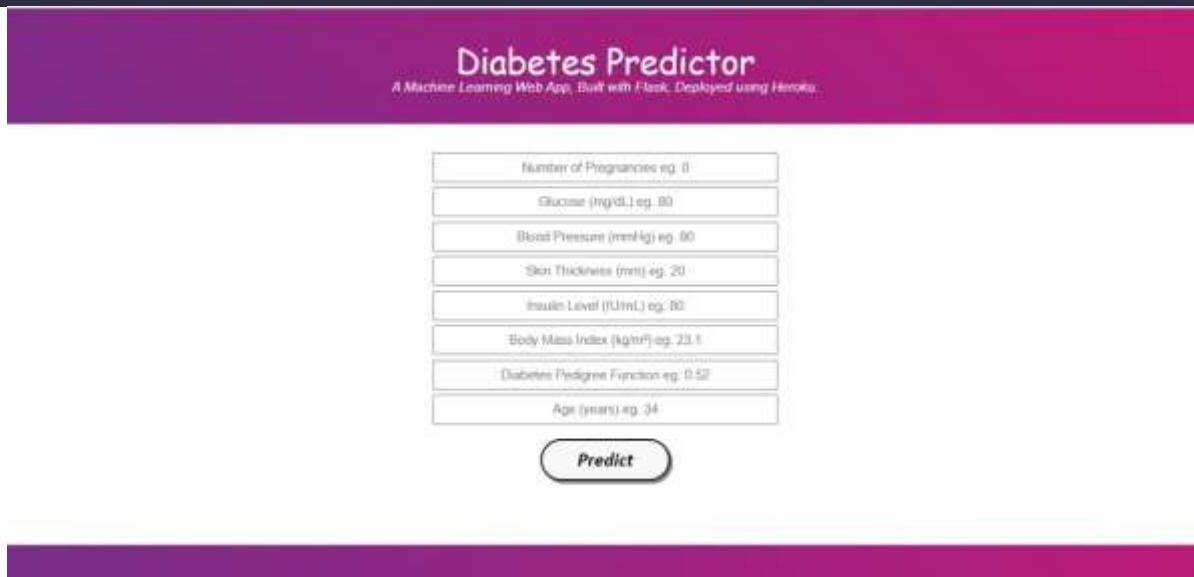 Diabetes Predictor
A Machine Learning Web App, Built with Flask, Deployed using Heroku.
Number of Pregnancies eg. 0
Glucose (mg/dL) eg. 80
Blood Pressure (mmHg) eg. 80
Skin Thickness (mm) eg. 20
Insulin Level (IU/mL) eg. 80
Body Mass Index (kg/m²) eg. 23.1
Diabetes Pedigree Function eg. 0.52
Age (years) eg. 34
Predict